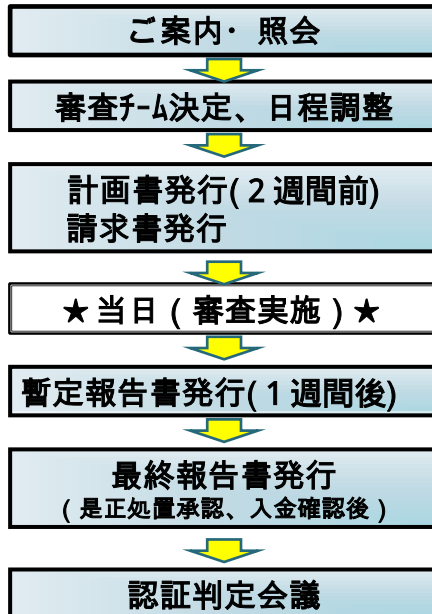 ご案内・照会
審査ﾁｰﾑ決定、日程調整
計画書発行(２週間前)
請求書発行
★当日（審査実施）★
暫定報告書発行(１週間後)
最終報告書発行
（是正処置承認、入金確認後）
認証判定会議